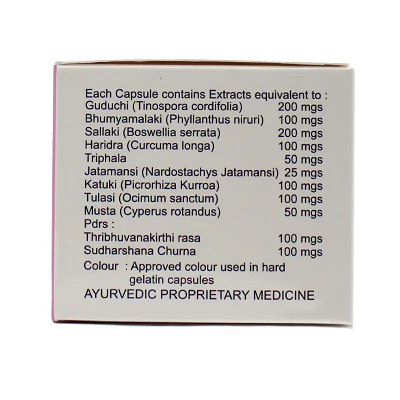 Each Capsule contains Extracts equivalent to :
Guduchi (Tinospora cordifolia) 200 mgs
Bhumyamalaki (Phyllanthus niruri) 100 mgs
Sallaki (Boswellia serrata) 200 mgs
Haridra (Curcuma longa) 100 mgs
Triphala 50 mgs
Jatamansi (Nardostachys Jatamansi) 25 mgs
Katuki (Picrorhiza Kurroa) 100 mgs
Tulasi (Ocimum sanctum) 100 mgs
Musta (Cyperus rotandus) 50 mgs
Pdrs :
Thribhuvanakirthi rasa 100 mgs
Sudharshana Churna 100 mgs
Colour : Approved colour used in hard
gelatin capsules
AYURVEDIC PROPRIETARY MEDICINE